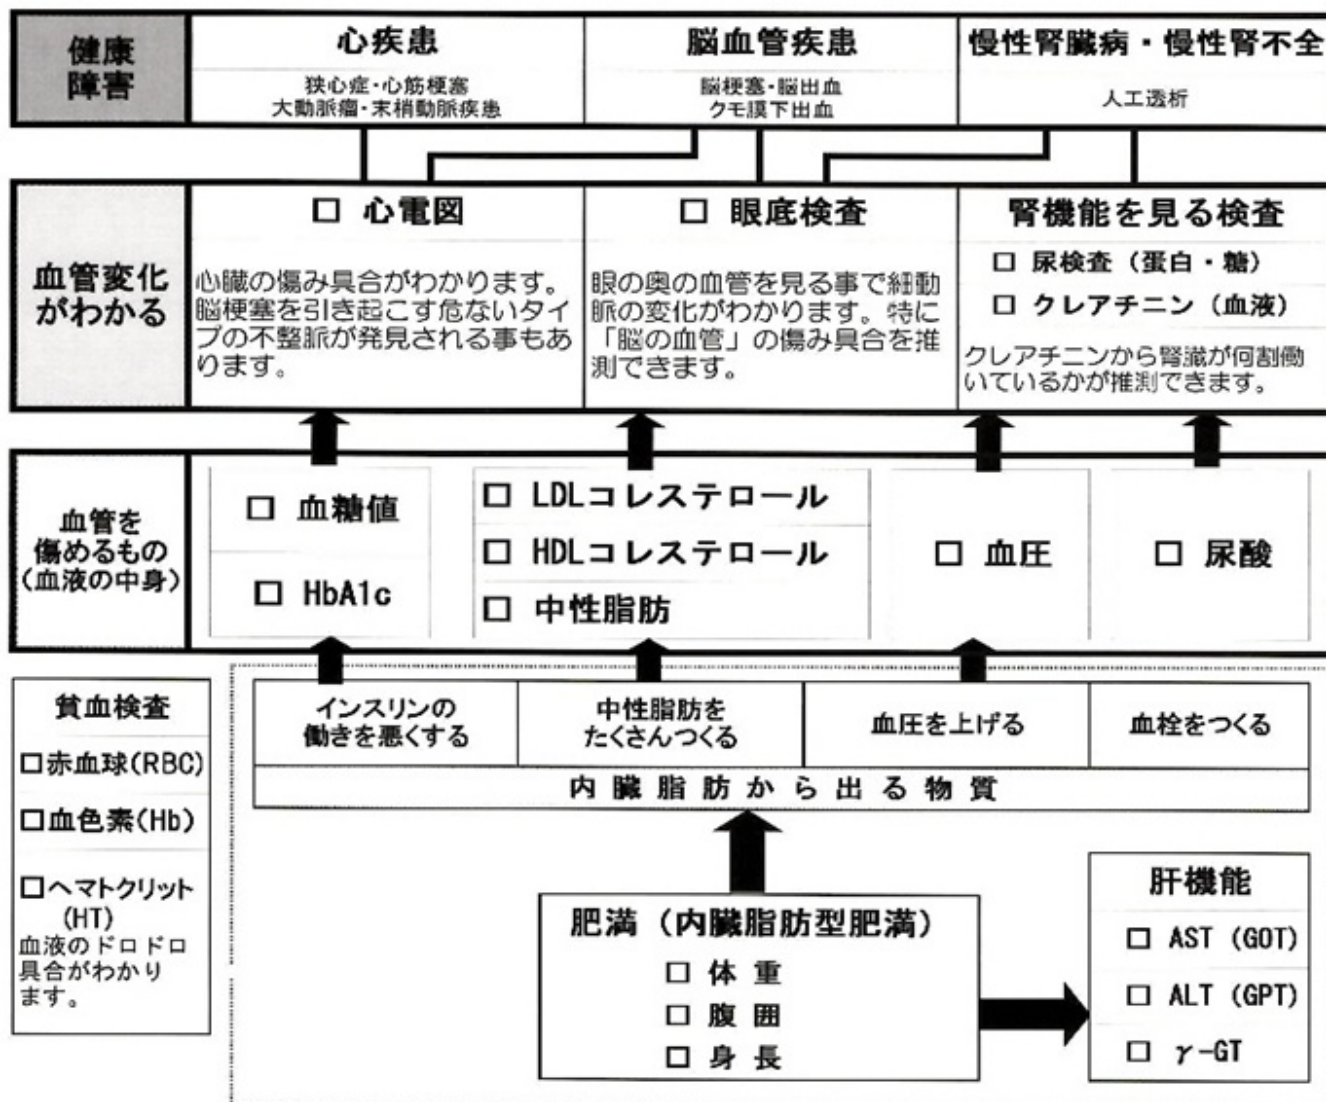 健康
障害
心疾患
狭心症・心筋梗塞
大動脈瘤・末梢動脈疾患
脳血管疾患
脳梗塞・脳出血
クモ膜下出血
慢性腎臓病・慢性腎不全
人工透析
血管変化
がわかる
□ 心電図
心臓の傷み具合がわかります。
脳梗塞を引き起こす危ないタイ
プの不整脈が発見される事もあ
ります。
□ 眼底検査
眼の奥の血管を見る事で細動
脈の変化がわかります。特に
「脳の血管」の傷み具合を推
測できます。
腎機能を見る検査
□ 尿検査（蛋白・糖）
□ クレアチニン（血液）
クレアチニンから腎臓が何割働
いているかが推測できます。
血管を
傷めるもの
(血液の中身)
□ 血糖値
□ HbA1c
□ LDLコレステロール
□ HDLコレステロール
□ 中性脂肪
□ 血圧
□ 尿酸
貧血検査
□赤血球(RBC)
□血色素(Hb)
□ヘマトクリット
(HT)
血液のドロドロ
具合がわかり
ます。
インスリンの
働きを悪くする
中性脂肪を
たくさんつくる
血圧を上げる
血栓をつくる
内臓脂肪から出る物質
肥満（内臓脂肪型肥満）
□ 体重
□ 腹囲
□ 身長
肝機能
□ AST (GOT)
□ ALT (GPT)
□ γ-GT